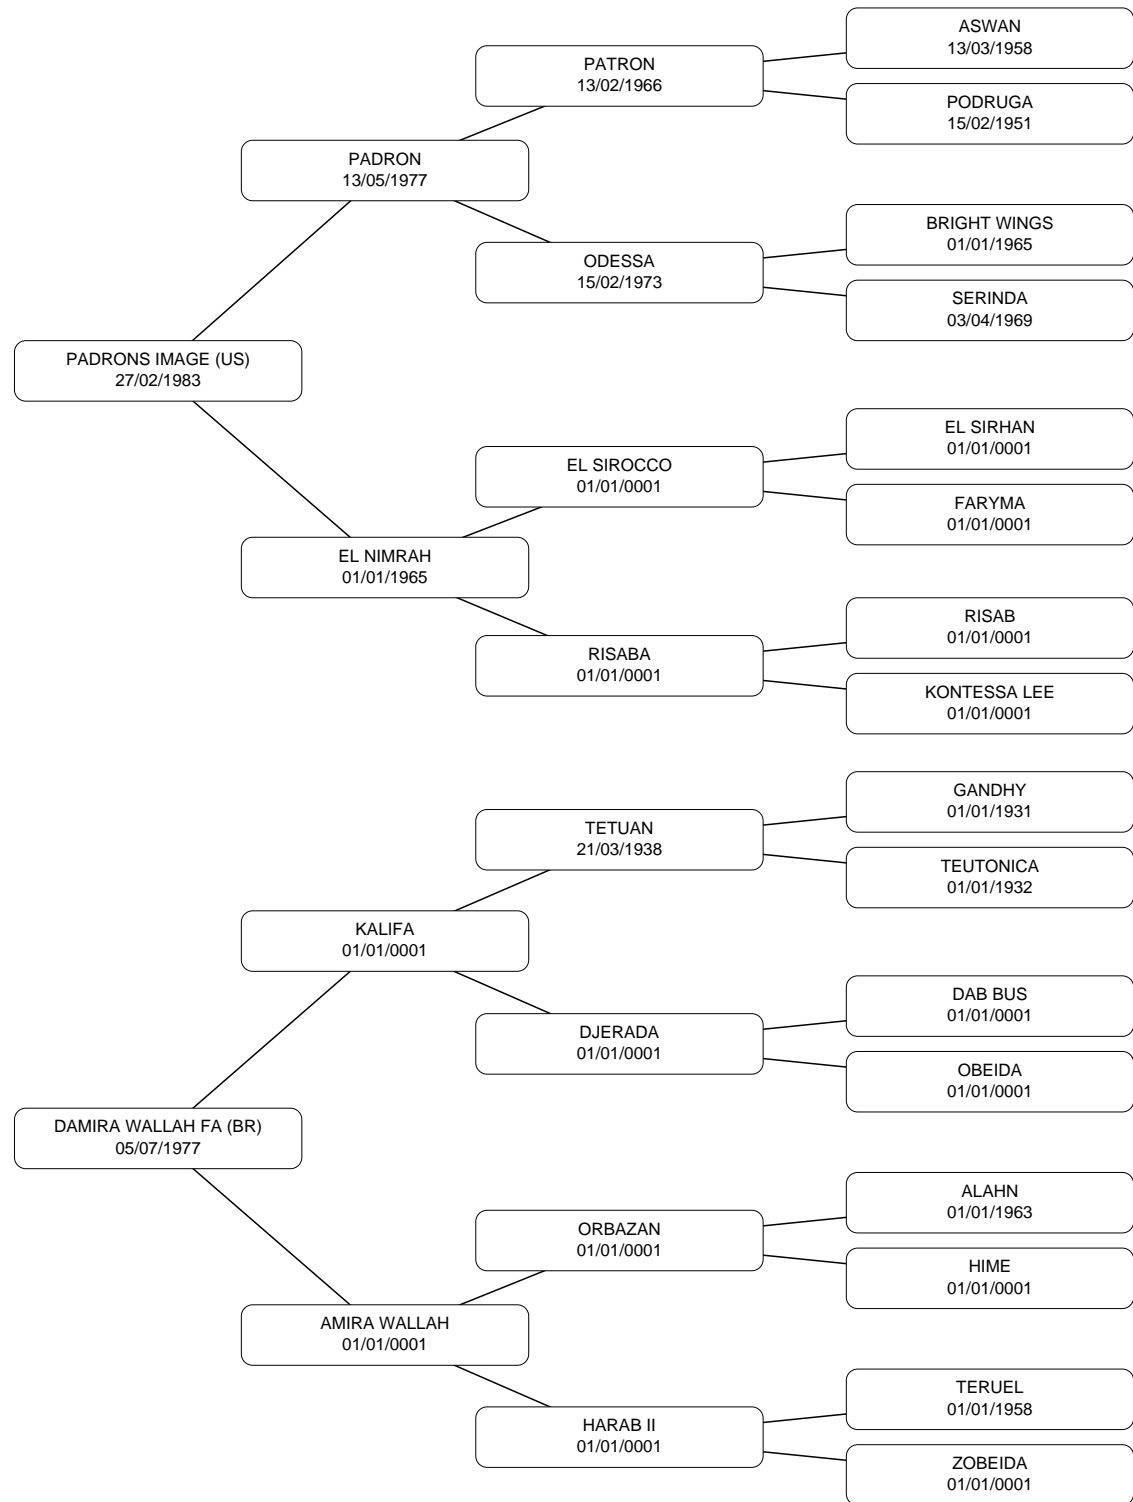 ASWAN
13/03/1958
PATRON
13/02/1966
PODRUGA
15/02/1951
PADRON
13/05/1977
BRIGHT WINGS
01/01/1965
ODESSA
15/02/1973
SERINDA
03/04/1969
PADRONS IMAGE (US)
27/02/1983
EL SIRHAN
01/01/0001
EL SIROCCO
01/01/0001
FARYMA
01/01/0001
EL NIMRAH
01/01/1965
RISAB
01/01/0001
RISABA
01/01/0001
KONTESSA LEE
01/01/0001
GANDHY
01/01/1931
TETUAN
21/03/1938
TEUTONICA
01/01/1932
KALIFA
01/01/0001
DAB BUS
01/01/0001
DJERADA
01/01/0001
OBEIDA
01/01/0001
DAMIRA WALLAH FA (BR)
05/07/1977
ALAHN
01/01/1963
ORBAZAN
01/01/0001
HIME
01/01/0001
AMIRA WALLAH
01/01/0001
TERUEL
01/01/1958
HARAB II
01/01/0001
ZOBEIDA
01/01/0001